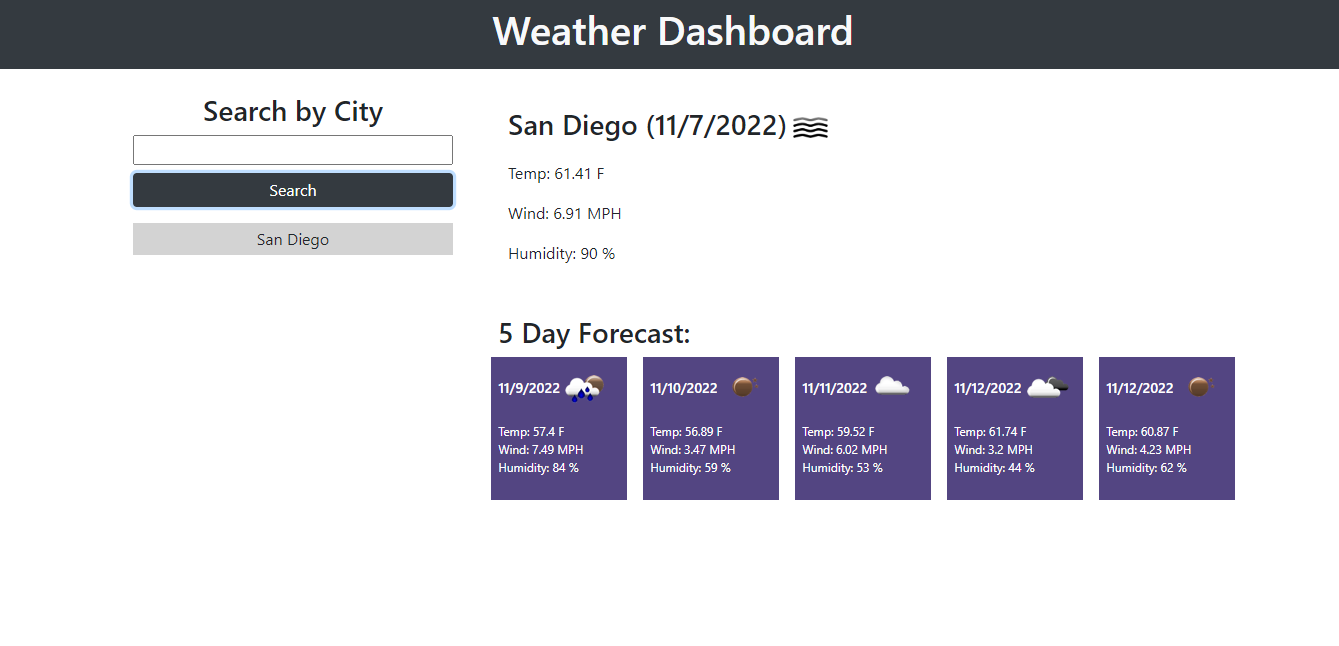 Weather Dashboard
Search by City
Search
San Diego
San Diego (11/7/2022)
Temp: 61.41 F
Wind: 6.91 MPH
Humidity: 90 %
5 Day Forecast:
11/9/2022
Temp: 57.4 F
Wind: 7.49 MPH
Humidity: 84 %
11/10/2022
Temp: 56.89 F
Wind: 3.47 MPH
Humidity: 59 %
11/11/2022
Temp: 59.52 F
Wind: 6.02 MPH
Humidity: 53 %
11/12/2022
Temp: 61.74 F
Wind: 3.2 MPH
Humidity: 44 %
11/12/2022
Temp: 60.87 F
Wind: 4.23 MPH
Humidity: 62 %